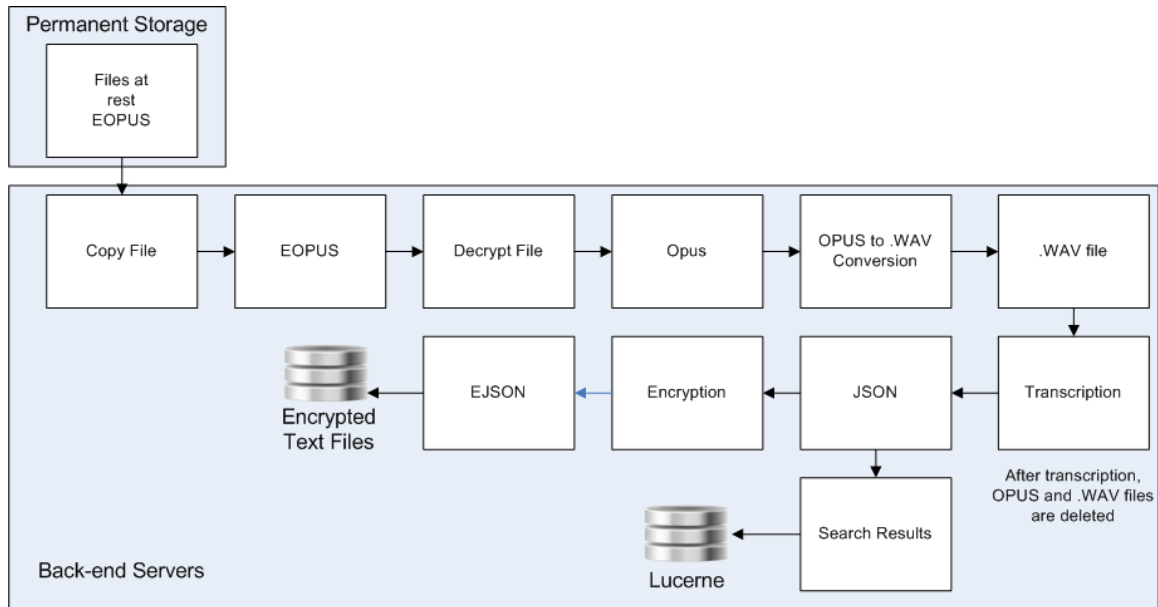 Permanent Storage
Files at
rest
EOPUS
Copy File
EOPUS
Decrypt File
Opus
OPUS to .WAV
Conversion
.WAV file
Encrypted
Text Files
EJSON
Encryption
JSON
Transcription
After transcription,
OPUS and .WAV files
are deleted
Search Results
Lucerne
Back-end Servers